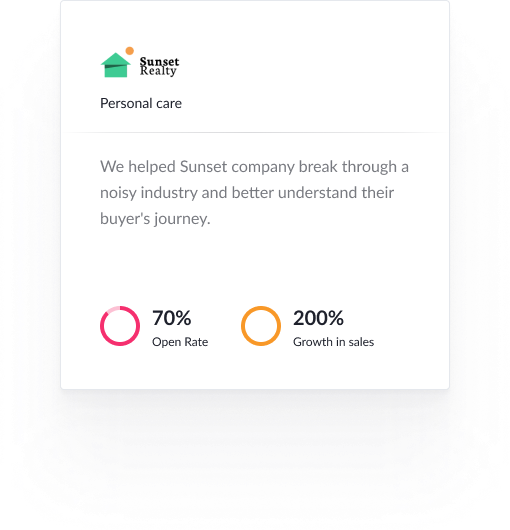 Sunset
Realty
Personal care
We helped Sunset company break through a
noisy industry and better understand their
buyer's journey.
70%
Open Rate
200%
Growth in sales